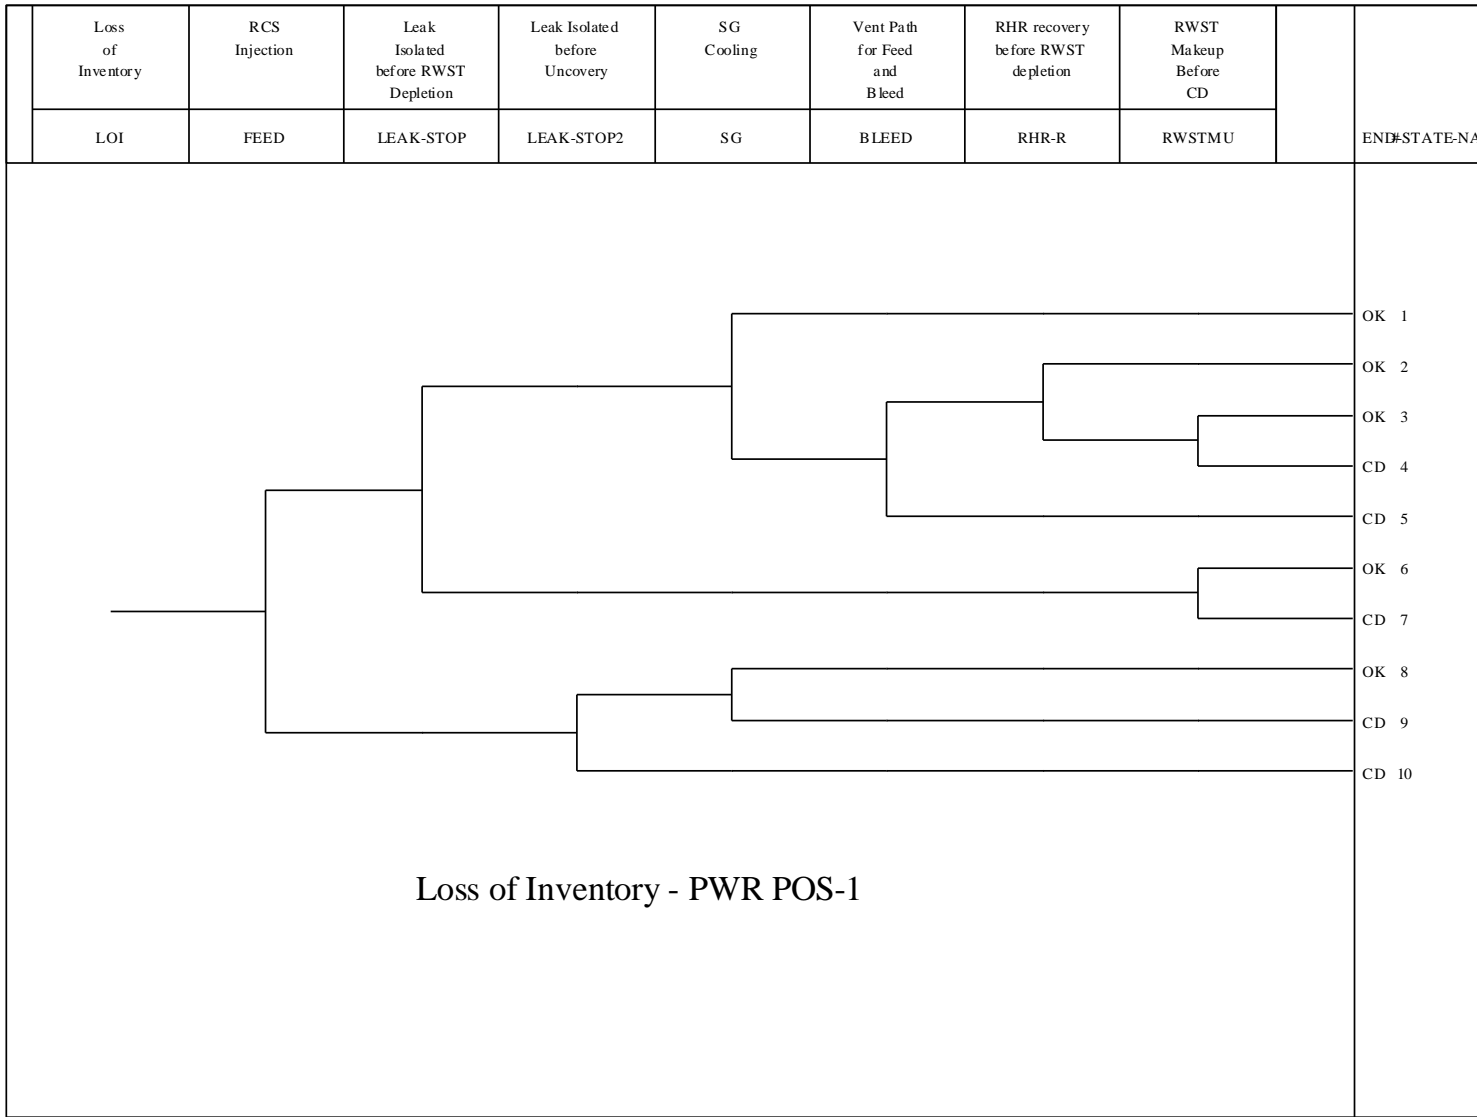 Loss
of
Inventory
RCS
Injection
Leak
Isolated
before RWST
Depletion
Leak Isolated
before
Uncovery
SG
Cooling
Vent Path
for Feed
and
Bleed
RHR recovery
before RWST
depletion
RWST
Makeup
Before
CD
LOI
FEED
LEAK-STOP
LEAK-STOP2
SG
BLEED
RHR-R
RWSTMU
END#STATE-NA
OK 1
OK 2
OK 3
CD 4
CD 5
OK 6
CD 7
OK 8
CD 9
CD 10
Loss of Inventory - PWR POS-1